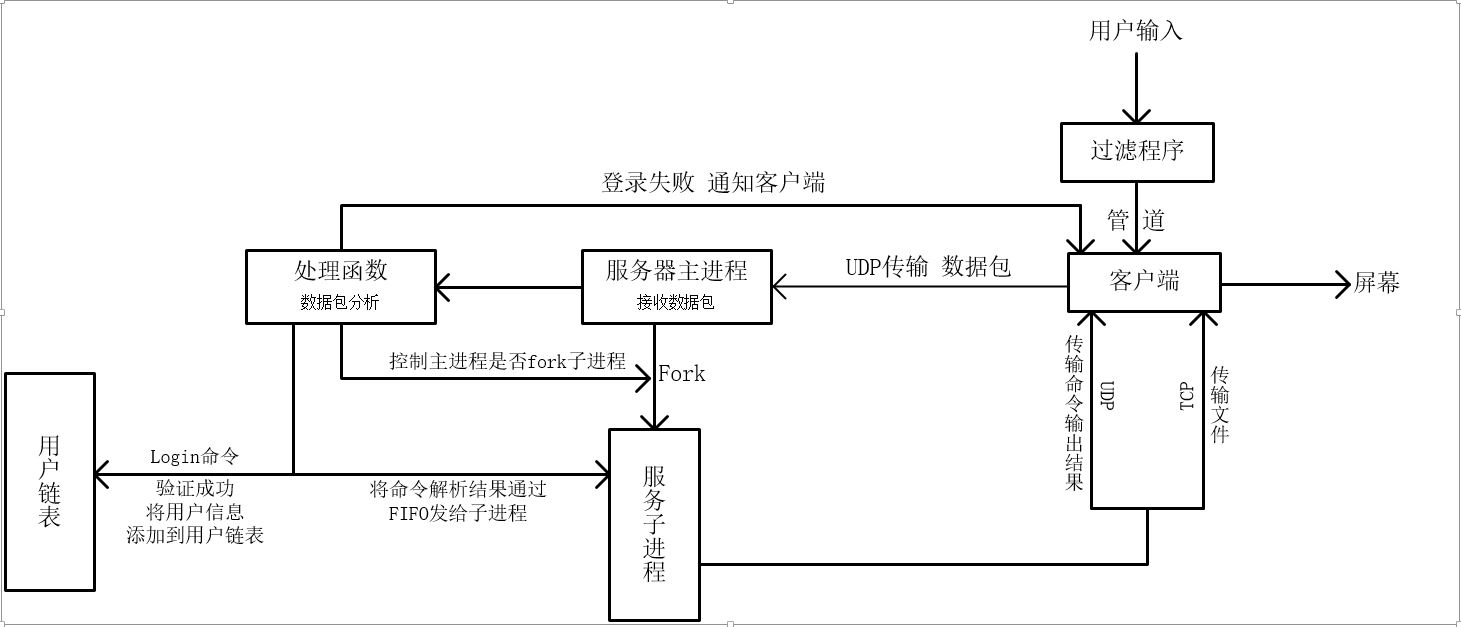 用户输入
过滤程序
登录失败 通知客户端
管 道
处理函数
数据包分析
服务器主进程
接收数据包
UDP传输 数据包
客户端
屏幕
控制主进程是否fork子进程
Fork
传输命令输出结果
UDP
TCP
传输文件
用户链表
Login命令
验证成功
将用户信息
添加到用户链表
将命令解析结果通过
FIFO发给子进程
服务子进程